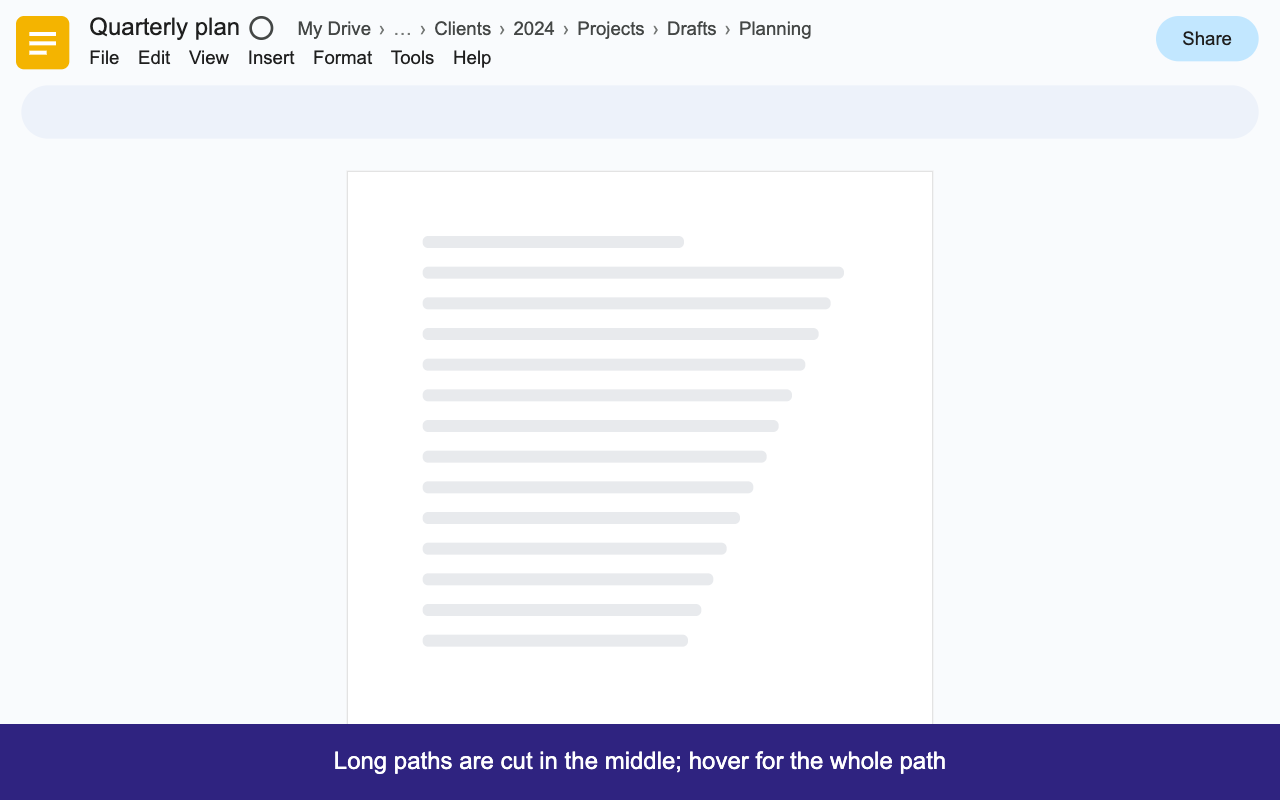 Quarterly plan My Drive › … › Clients › 2024 › Projects › Drafts › Planning
File Edit View Insert Format Tools Help
Share
Long paths are cut in the middle; hover for the whole path